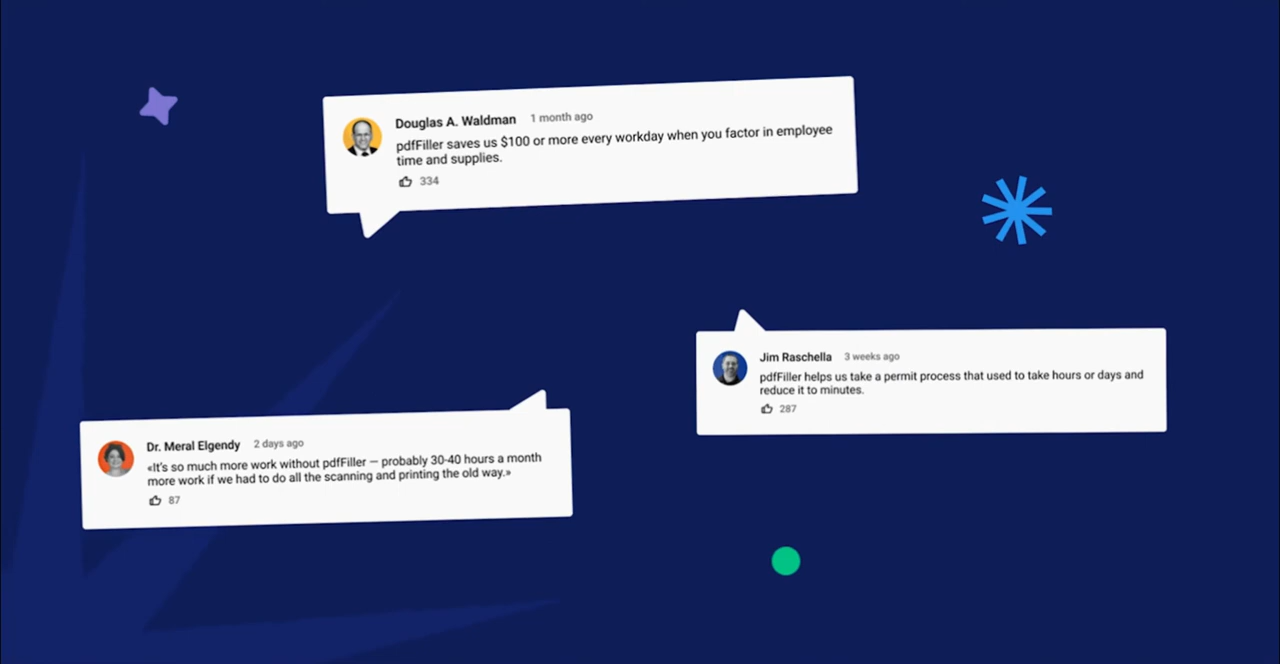 Douglas A. Waldman 1 month ago
pdfFiller saves us $100 or more every workday when you factor in employee
time and supplies.
334
Jim Raschella 3 weeks ago
pdfFiller helps us take a permit process that used to take hours or days and
reduce it to minutes.
287
Dr. Meral Elgendy 2 days ago
«It's so much more work without pdfFiller — probably 30-40 hours a month
more work if we had to do all the scanning and printing the old way.»
87